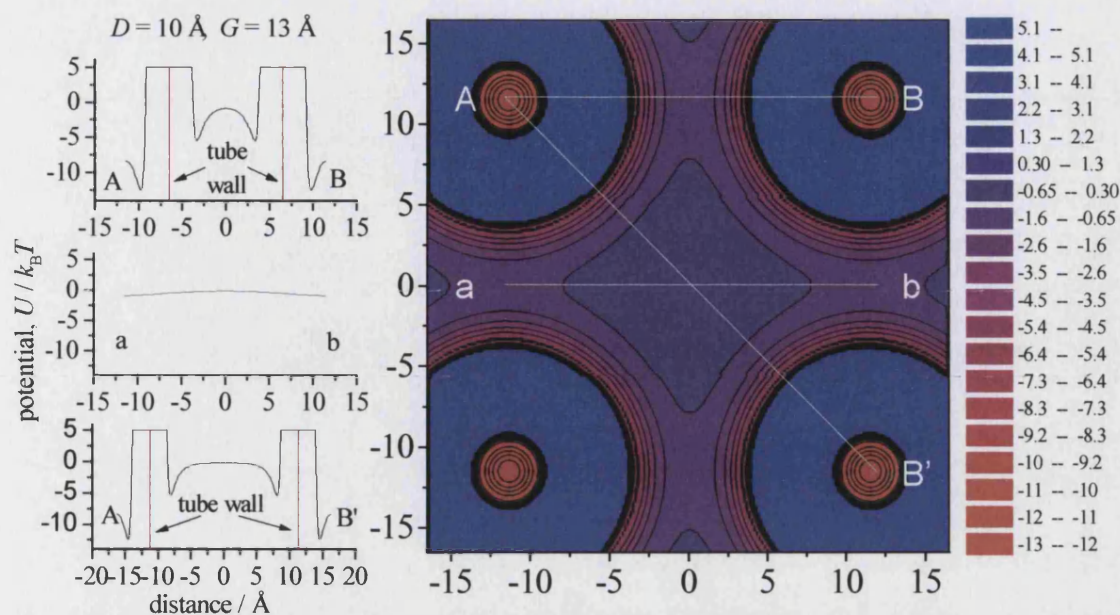 D = 10 Å, G = 13 Å
potential, U / k_BT
5
0
-5
-10
A
B
tube
wall
-15 -10 -5 0 5 10 15
5
0
-5
-10
a
b
-15 -10 -5 0 5 10 15
5
0
-5
-10
A
B'
tube wall
-20 -15 -10 -5 0 5 10 15 20
distance / Å
15
10
5
0
-5
-10
-15
A
B
a
b
B'
-15 -10 -5 0 5 10 15
5.1 --
4.1 -- 5.1
3.1 -- 4.1
2.2 -- 3.1
1.3 -- 2.2
0.30 -- 1.3
-0.65 -- 0.30
-1.6 -- -0.65
-2.6 -- -1.6
-3.5 -- -2.6
-4.5 -- -3.5
-5.4 -- -4.5
-6.4 -- -5.4
-7.3 -- -6.4
-8.3 -- -7.3
-9.2 -- -8.3
-10 -- -9.2
-11 -- -10
-12 -- -11
-13 -- -12